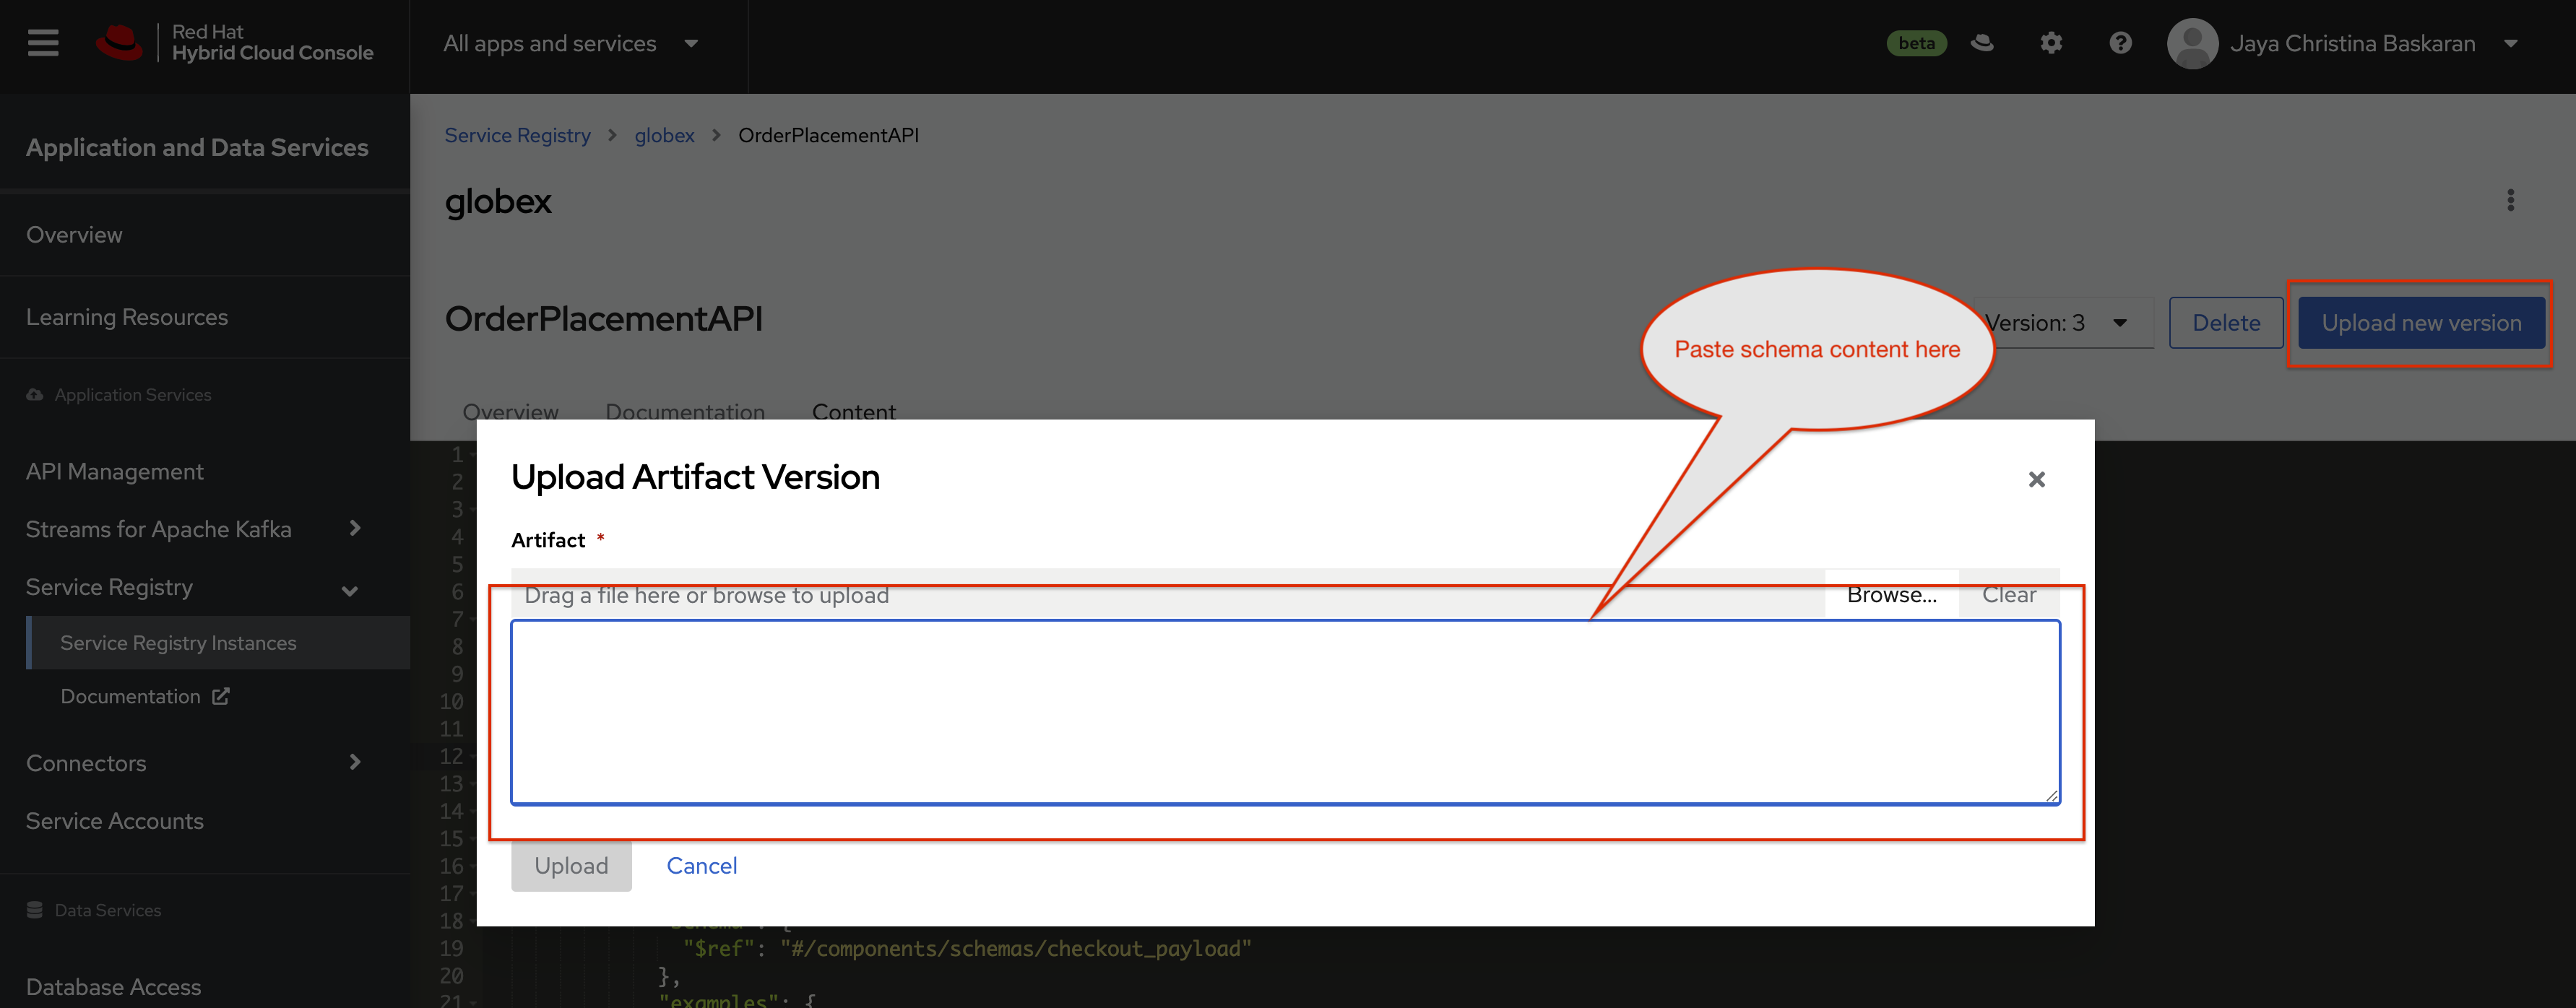 Red Hat
Hybrid Cloud Console
All apps and services
beta
Jaya Christina Baskaran
Application and Data Services
Overview
Learning Resources
Application Services
API Management
Streams for Apache Kafka
Service Registry
Service Registry Instances
Documentation
Connectors
Service Accounts
Data Services
Database Access
Service Registry > globex > OrderPlacementAPI
globex
OrderPlacementAPI
Version: 3
Delete
Upload new version
Paste schema content here
Overview Documentation Content
Upload Artifact Version
Artifact *
Drag a file here or browse to upload
Browse...
Clear
Upload
Cancel
1
2
3
4
5
6
7
8
9
10
11
12
13
14
15
16
17
18
19 "$ref": "#/components/schemas/checkout_payload"
20 },
21 "examples": {